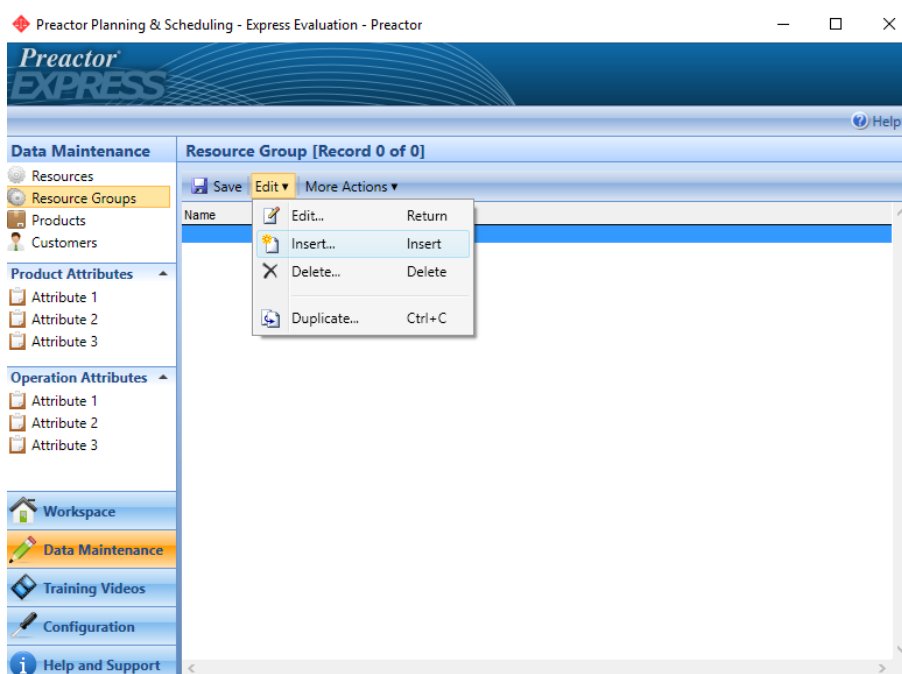 Preactor Planning & Scheduling - Express Evaluation - Preactor
Preactor
EXPRESS
Help
Data Maintenance
Resource Group [Record 0 of 0]
Resources
Resource Groups
Products
Customers
Save Edit More Actions
Name
Edit... Return
Insert... Insert
Delete... Delete
Duplicate... Ctrl+C
Product Attributes
Attribute 1
Attribute 2
Attribute 3
Operation Attributes
Attribute 1
Attribute 2
Attribute 3
Workspace
Data Maintenance
Training Videos
Configuration
Help and Support